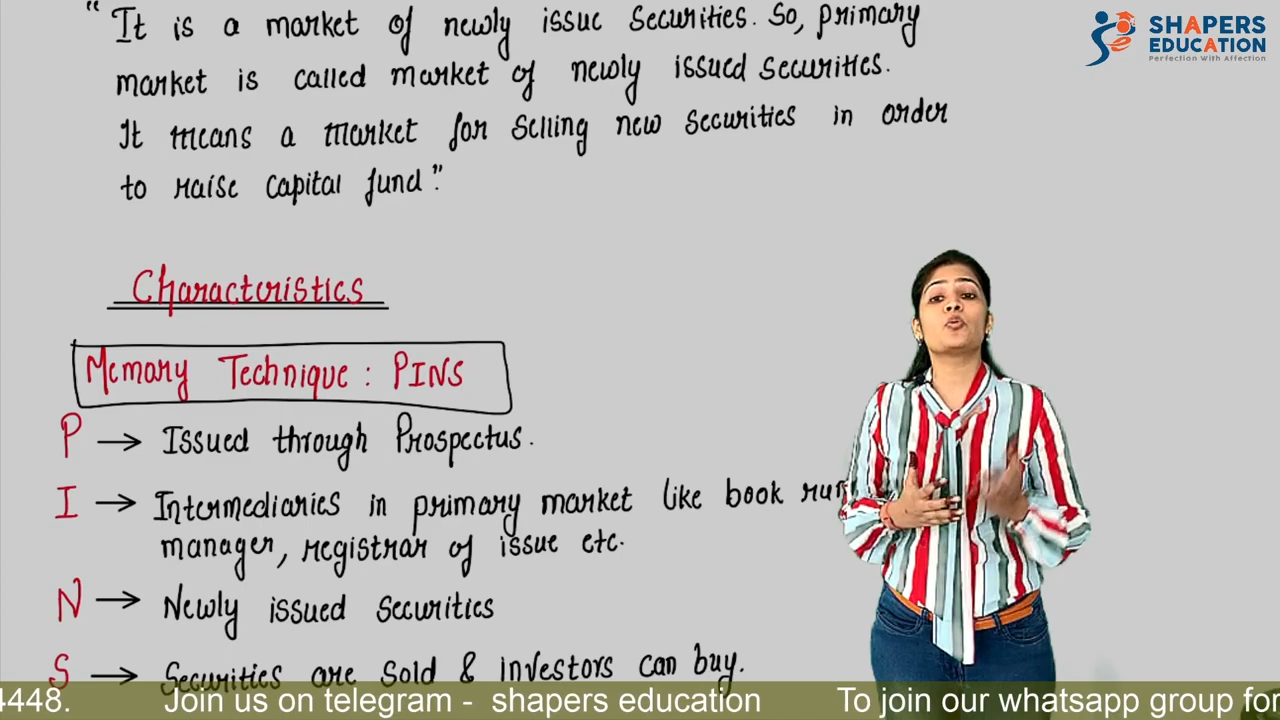 " It is a market of newly issue securities. So, primary
market is called market of newly issued securities.
It means a market for selling new securities in order
to raise capital fund"
SHAPERS
EDUCATION
Perfection With Affection
Characteristics
Memory Technique : PINS
P → Issued through Prospectus.
I → Intermediaries in primary market like book run
manager, registrar of issue etc.
N → Newly issued securities
S → Securities are sold & investors can buy.
4448. Join us on telegram - shapers education To join our whatsapp group for